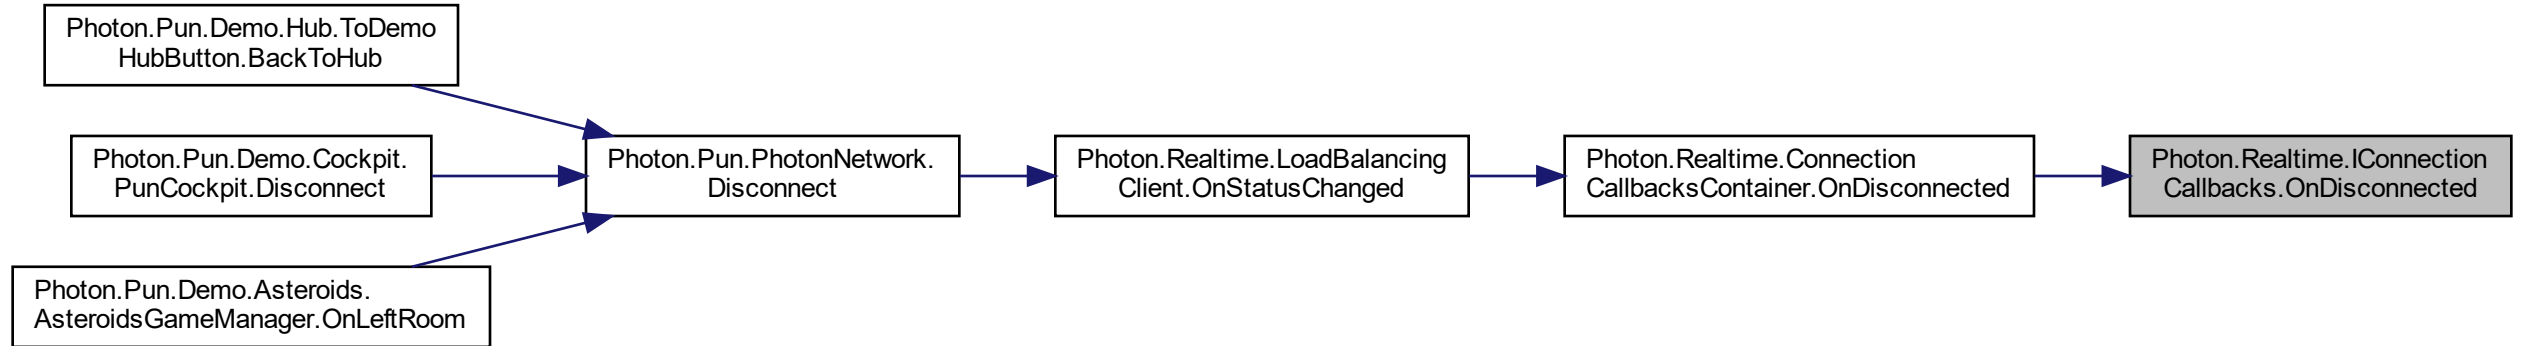 Photon.Pun.Demo.Hub.ToDemo
HubButton.BackToHub
Photon.Pun.Demo.Cockpit.
PunCockpit.Disconnect
Photon.Pun.Demo.Asteroids.
AsteroidsGameManager.OnLeftRoom
Photon.Pun.PhotonNetwork.
Disconnect
Photon.Realtime.LoadBalancing
Client.OnStatusChanged
Photon.Realtime.Connection
CallbacksContainer.OnDisconnected
Photon.Realtime.IConnection
Callbacks.OnDisconnected